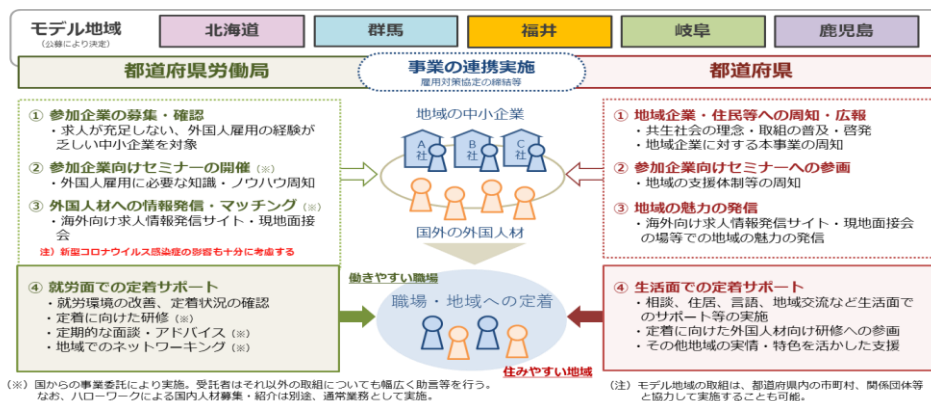 モデル地域
(公募により決定)
北海道
群馬
福井
岐阜
鹿児島
都道府県労働局
事業の連携実施
雇用対策協定の締結等
都道府県
① 参加企業の募集・確認
・求人が充足しない、外国人雇用の経験が
乏しい中小企業を対象
② 参加企業向けセミナーの開催(※)
・外国人雇用に必要な知識・ノウハウ周知
③ 外国人材への情報発信・マッチング(※)
・海外向け求人情報発信サイト・現地面接
会
注）新型コロナウイルス感染症の影響も十分に考慮する
地域の中小企業
A社
B社
C社
国外の外国人材
① 地域企業・住民等への周知・広報
・共生社会の理念・取組の普及・啓発
・地域企業に対する本事業の周知
② 参加企業向けセミナーへの参画
・地域の支援体制等の周知
③ 地域の魅力の発信
・海外向け求人情報発信サイト・現地面接会
の場等での地域の魅力の発信
④ 就労面での定着サポート
・就労環境の改善、定着状況の確認
・定着に向けた研修(※)
・定期的な面談・アドバイス(※)
・地域でのネットワーキング(※)
働きやすい職場
職場・地域への定着
住みやすい地域
④ 生活面での定着サポート
・相談、住居、言語、地域交流など生活面で
のサポート等の実施
・定着に向けた外国人材向け研修への参画
・その他地域の実情・特色を活かした支援
(※) 国からの事業委託により実施。受託者はそれ以外の取組についても幅広く助言等を行う。
なお、ハローワークによる国内人材募集・紹介は別途、通常業務として実施。
(注) モデル地域の取組は、都道府県内の市町村、関係団体等
と協力して実施することも可能。